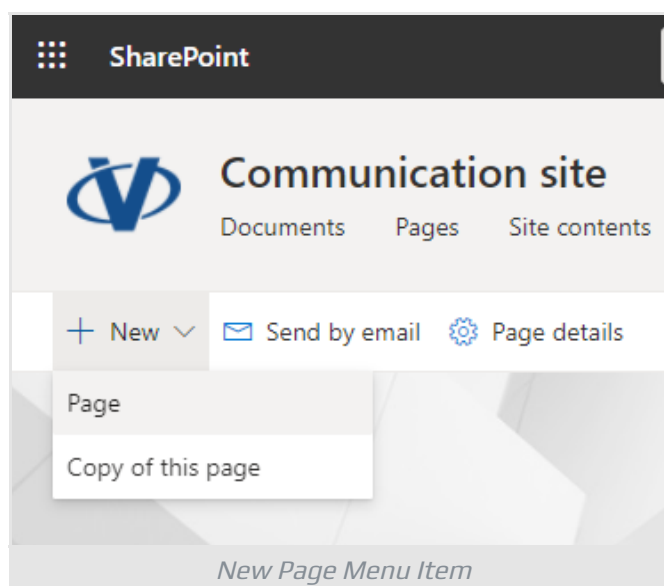 SharePoint
Communication site
Documents Pages Site contents
New Send by email Page details
Page
Copy of this page
New Page Menu Item